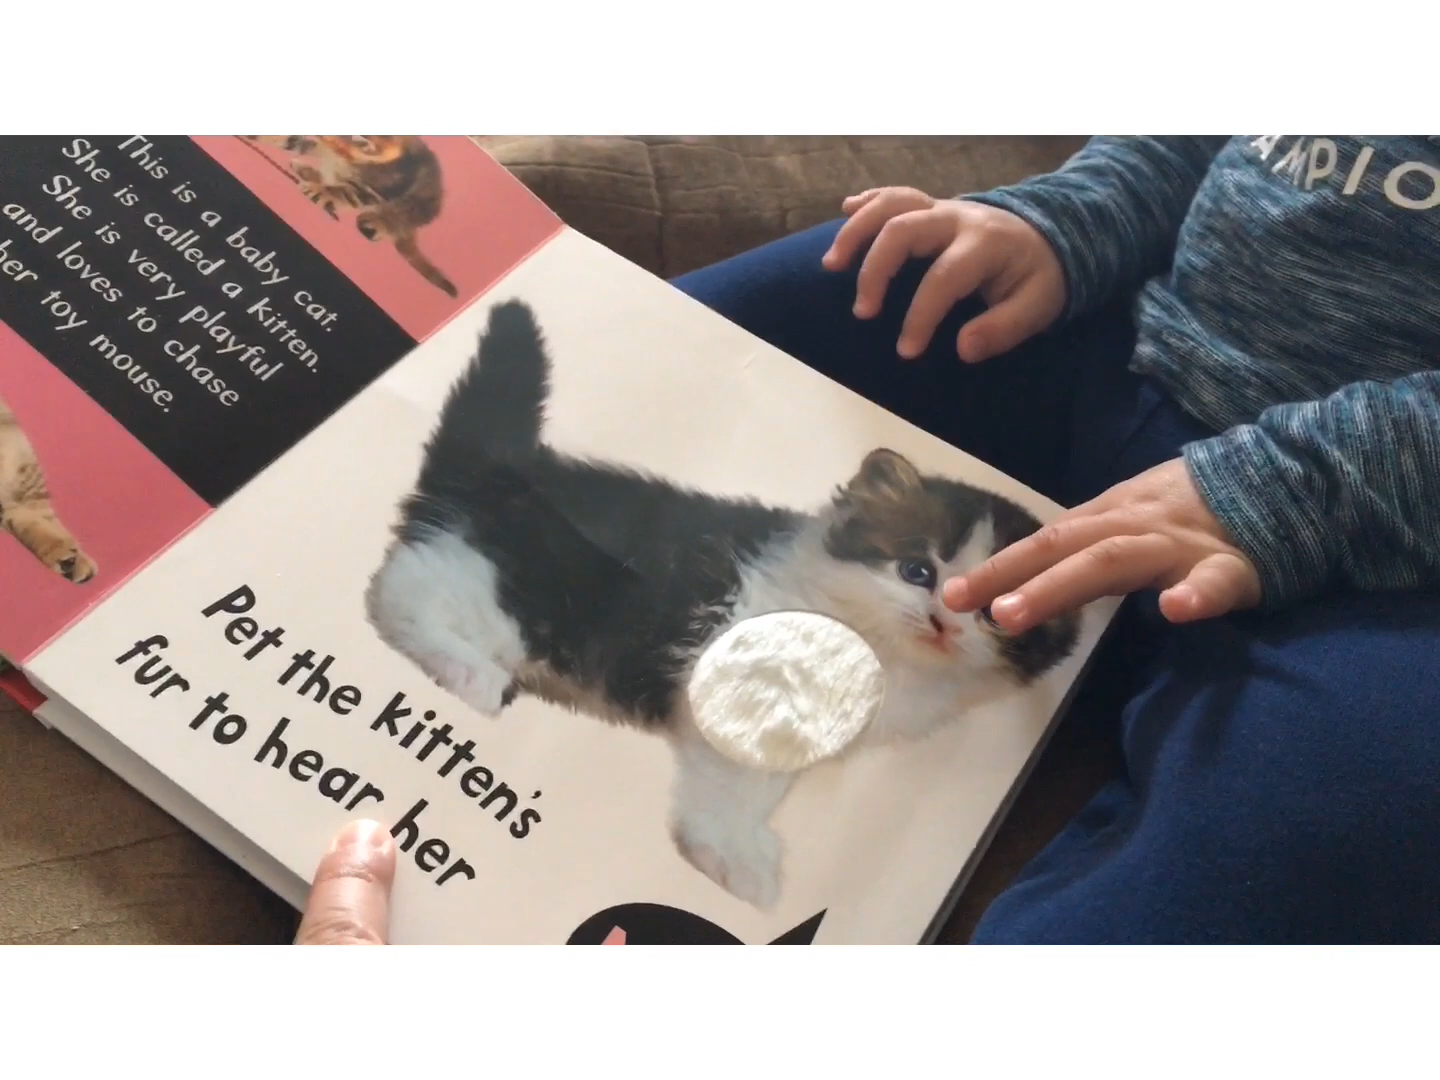 This is a baby cat.
She is called a kitten.
She is very playful
and loves to chase
her toy mouse.
Pet the kitten's
fur to hear her